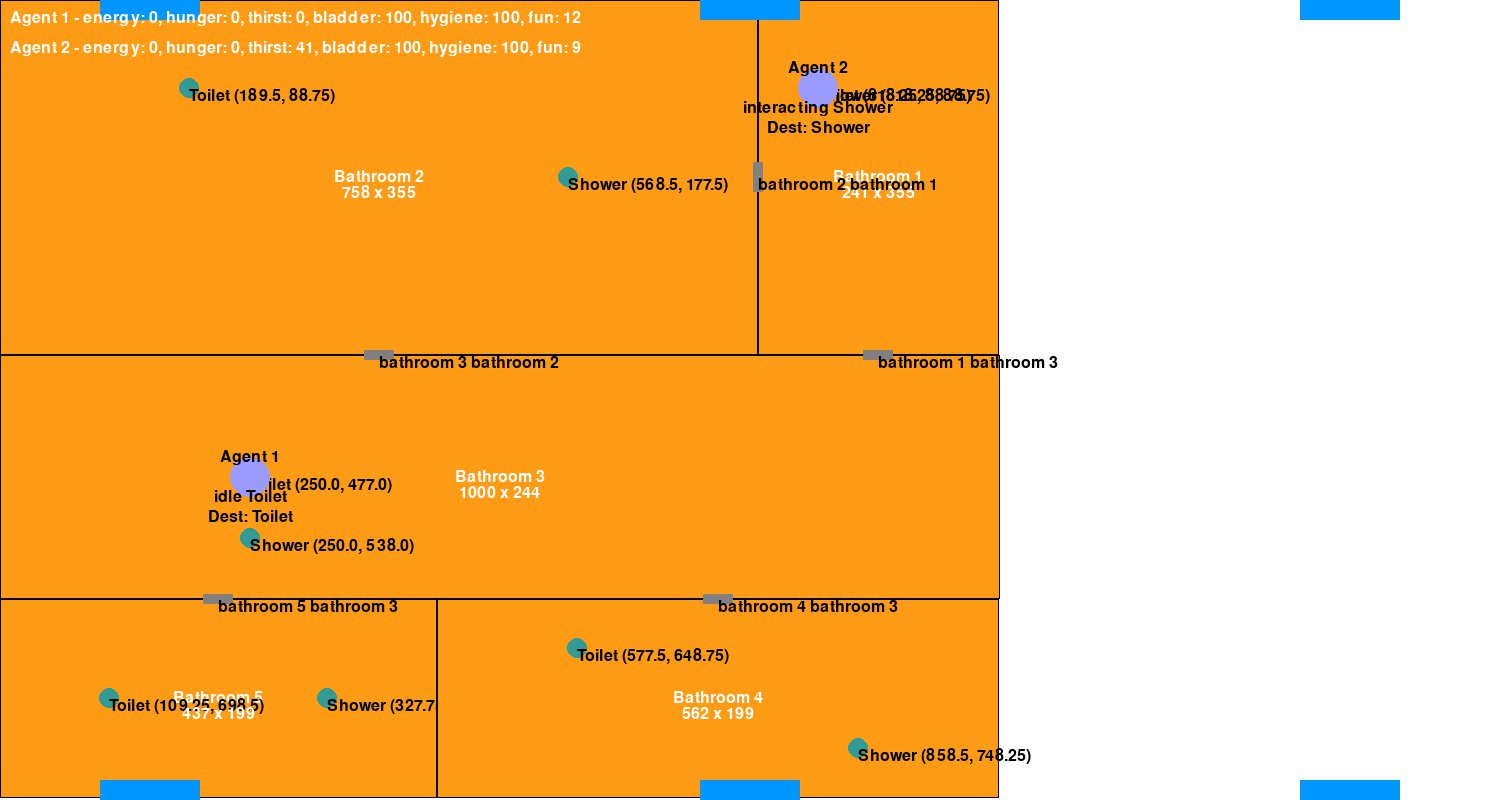 Agent 1 - energy: 0, hunger: 0, thirst: 0, bladder: 100, hygiene: 100, fun: 12
Agent 2 - energy: 0, hunger: 0, thirst: 41, bladder: 100, hygiene: 100, fun: 9
Agent 2
Toilet (189.5, 88.75)
interacting Shower
Dest: Shower
Bathroom 2
758 x 355
Shower (568.5, 177.5)
bathroom 2 bathroom 1
Bathroom 1
241 x 355
bathroom 3 bathroom 2
bathroom 1 bathroom 3
Agent 1
ilet (250.0, 477.0)
idle Toilet
Dest: Toilet
Bathroom 3
1000 x 244
Shower (250.0, 538.0)
bathroom 5 bathroom 3
bathroom 4 bathroom 3
Toilet (577.5, 648.75)
Bathroom 5
437 x 199
Toilet (109.25, 698.5)
Shower (327.7
Bathroom 4
562 x 199
Shower (858.5, 748.25)